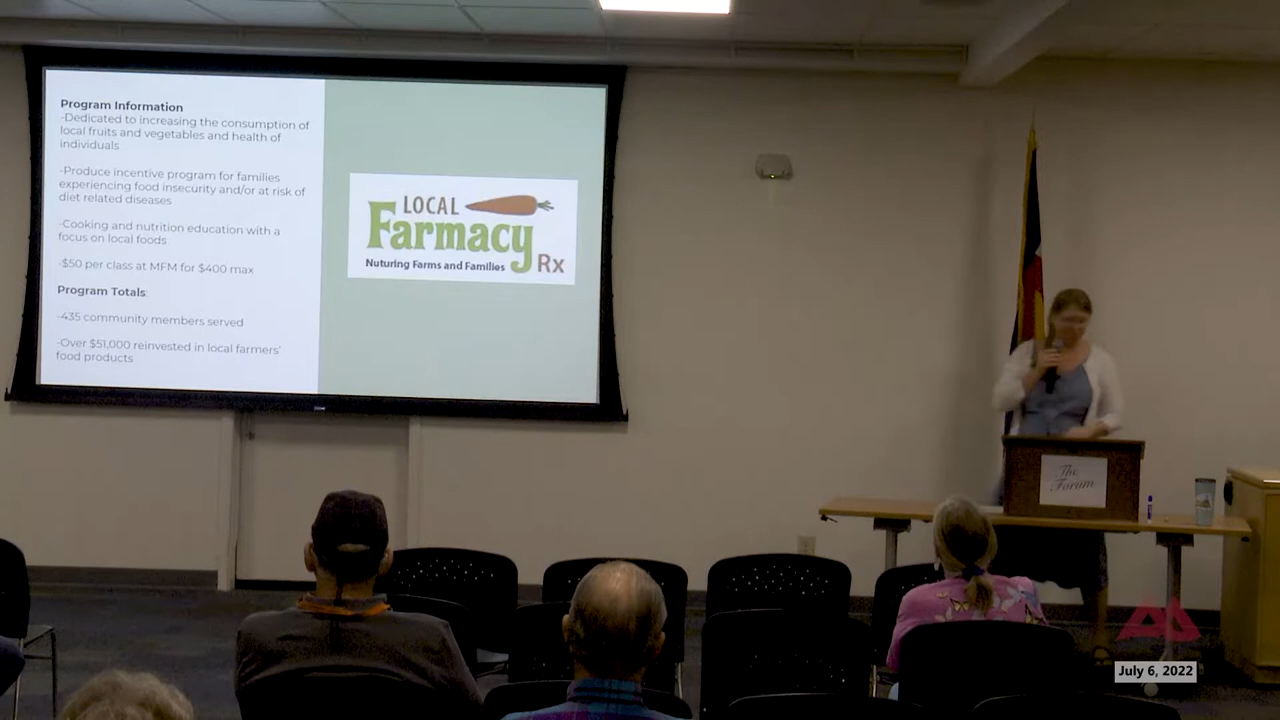 Program Information
-Dedicated to increasing the consumption of
local fruits and vegetables and health of
individuals
-Produce incentive program for families
experiencing food insecurity and/or at risk of
diet related diseases
-Cooking and nutrition education with a
focus on local foods
-$50 per class at MFM for $400 max
Program Totals:
-435 community members served
-Over $51,000 reinvested in local farmers'
food products
LOCAL
Farmacy
Rx
Nuturing Farms and Families
The
Forum
July 6, 2022